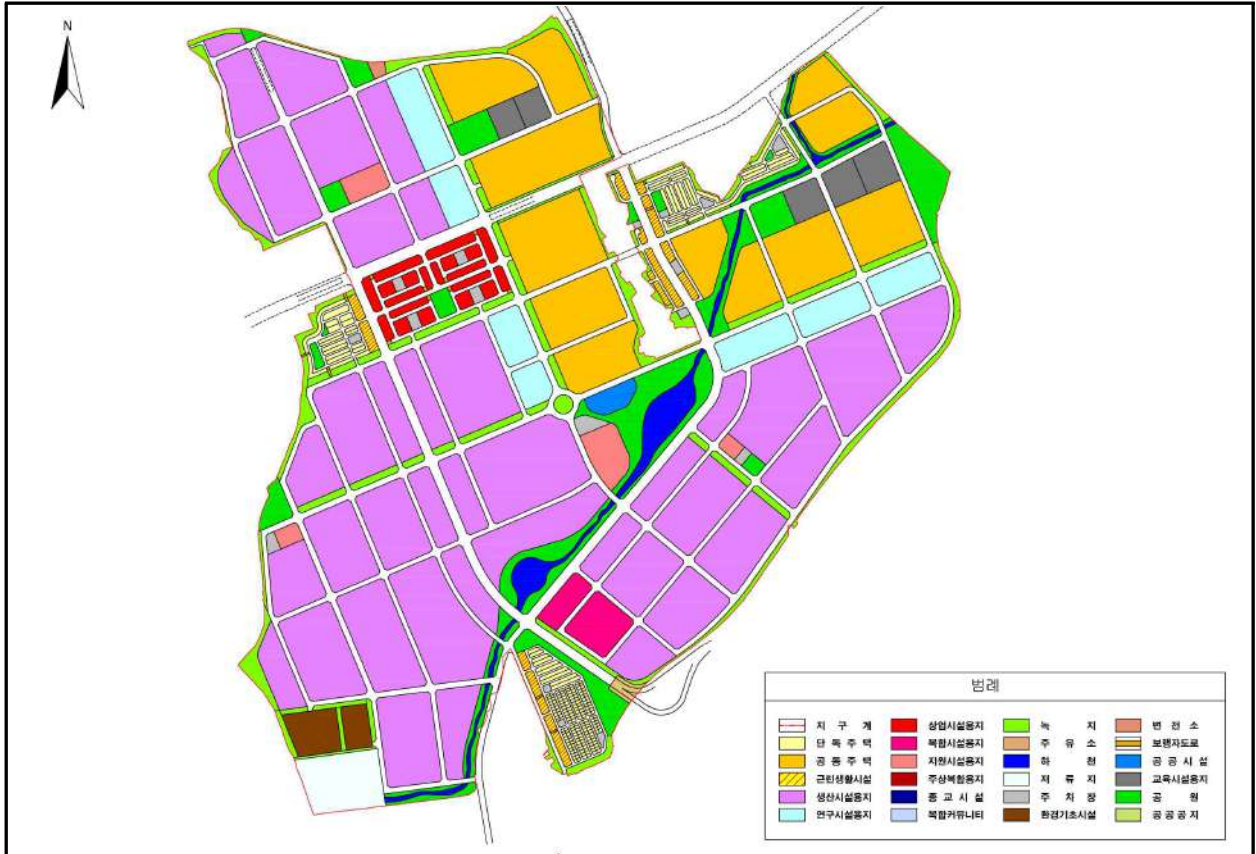 N
범례
지 구 계
상업시설용지
녹 지
변 전 소
단 독 주 택
복합시설용지
주 유 소
보행자도로
공 동 주 택
지원시설용지
하 천
공 공 시 설
근린생활시설
주상복합용지
저 류 지
교육시설용지
생산시설용지
종 교 시 설
주 차 장
공 원
연구시설용지
복합커뮤니티
환경기초시설
공 공 공 지